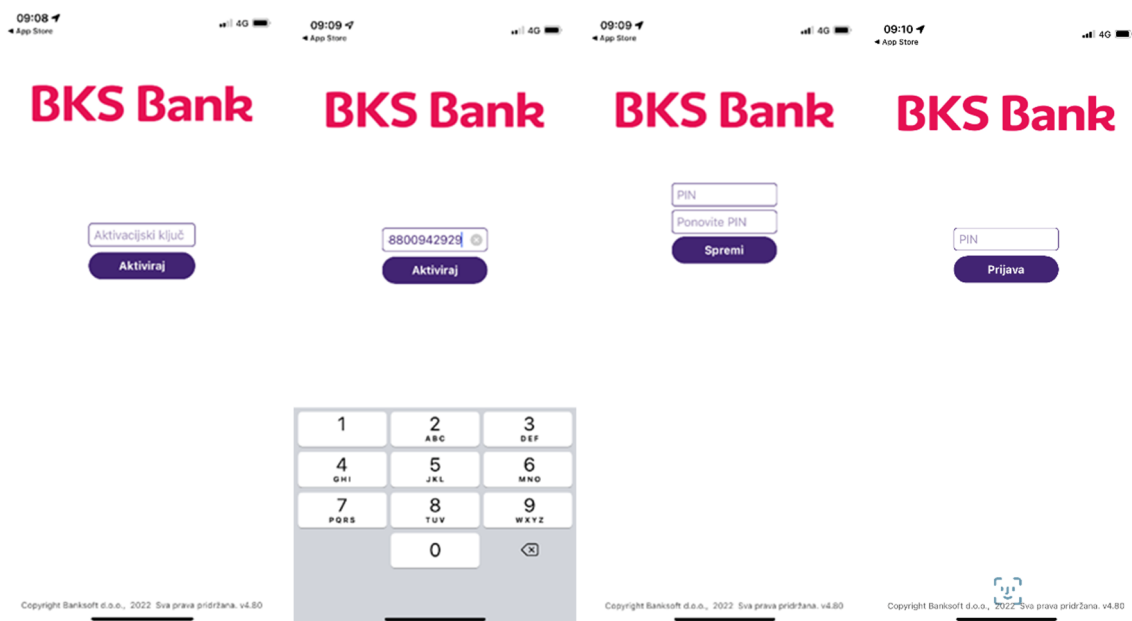 09:08
4G
◀ App Store
BKS Bank
Aktivacijski ključ
Aktiviraj
Copyright Banksoft d.o.o., 2022 Sva prava pridržana. v4.80
09:09
4G
◀ App Store
BKS Bank
8800942929
Aktiviraj
1
2 ABC
3 DEF
4 GHI
5 JKL
6 MNO
7 PQRS
8 TUV
9 WXYZ
0
09:09
4G
◀ App Store
BKS Bank
PIN
Ponovite PIN
Spremi
Copyright Banksoft d.o.o., 2022 Sva prava pridržana. v4.80
09:10
4G
◀ App Store
BKS Bank
PIN
Prijava
Copyright Banksoft d.o.o., 2022 Sva prava pridržana. v4.80